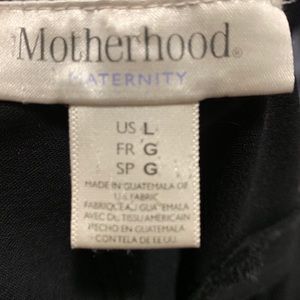 Motherhood®
MATERNITY
US L
FR G
SP G
MADE IN GUATEMALA OF
U.S. FABRIC
FABRIQUE AU GUATEMALA
AVEC DU TISSU AMERICAIN
HECHO EN GUATEMALA
CON TELA DE EE.UU.